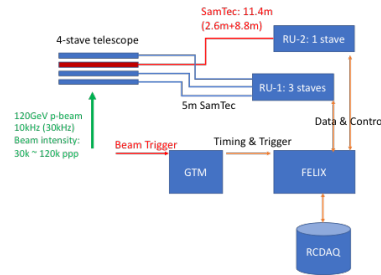 SamTec: 11.4m
(2.6m+8.8m)
4-stave telescope
RU-2: 1 stave
RU-1: 3 staves
5m SamTec
Data & Control
120GeV p-beam
10kHz (30kHz)
Beam intensity:
30k ~ 120k ppp
Beam Trigger
Timing & Trigger
GTM
FELIX
RCDAQ